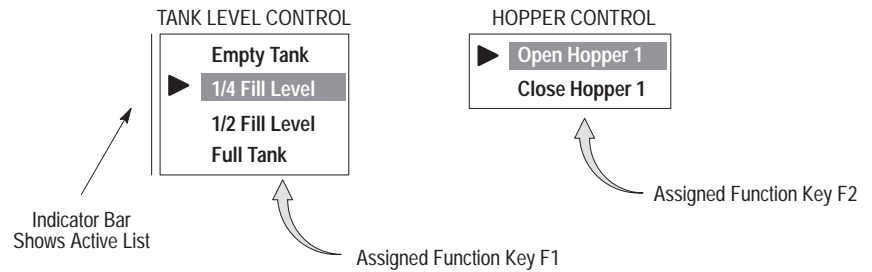 TANK LEVEL CONTROL
Empty Tank
1/4 Fill Level
1/2 Fill Level
Full Tank
HOPPER CONTROL
Open Hopper 1
Close Hopper 1
Indicator Bar
Shows Active List
Assigned Function Key F1
Assigned Function Key F2